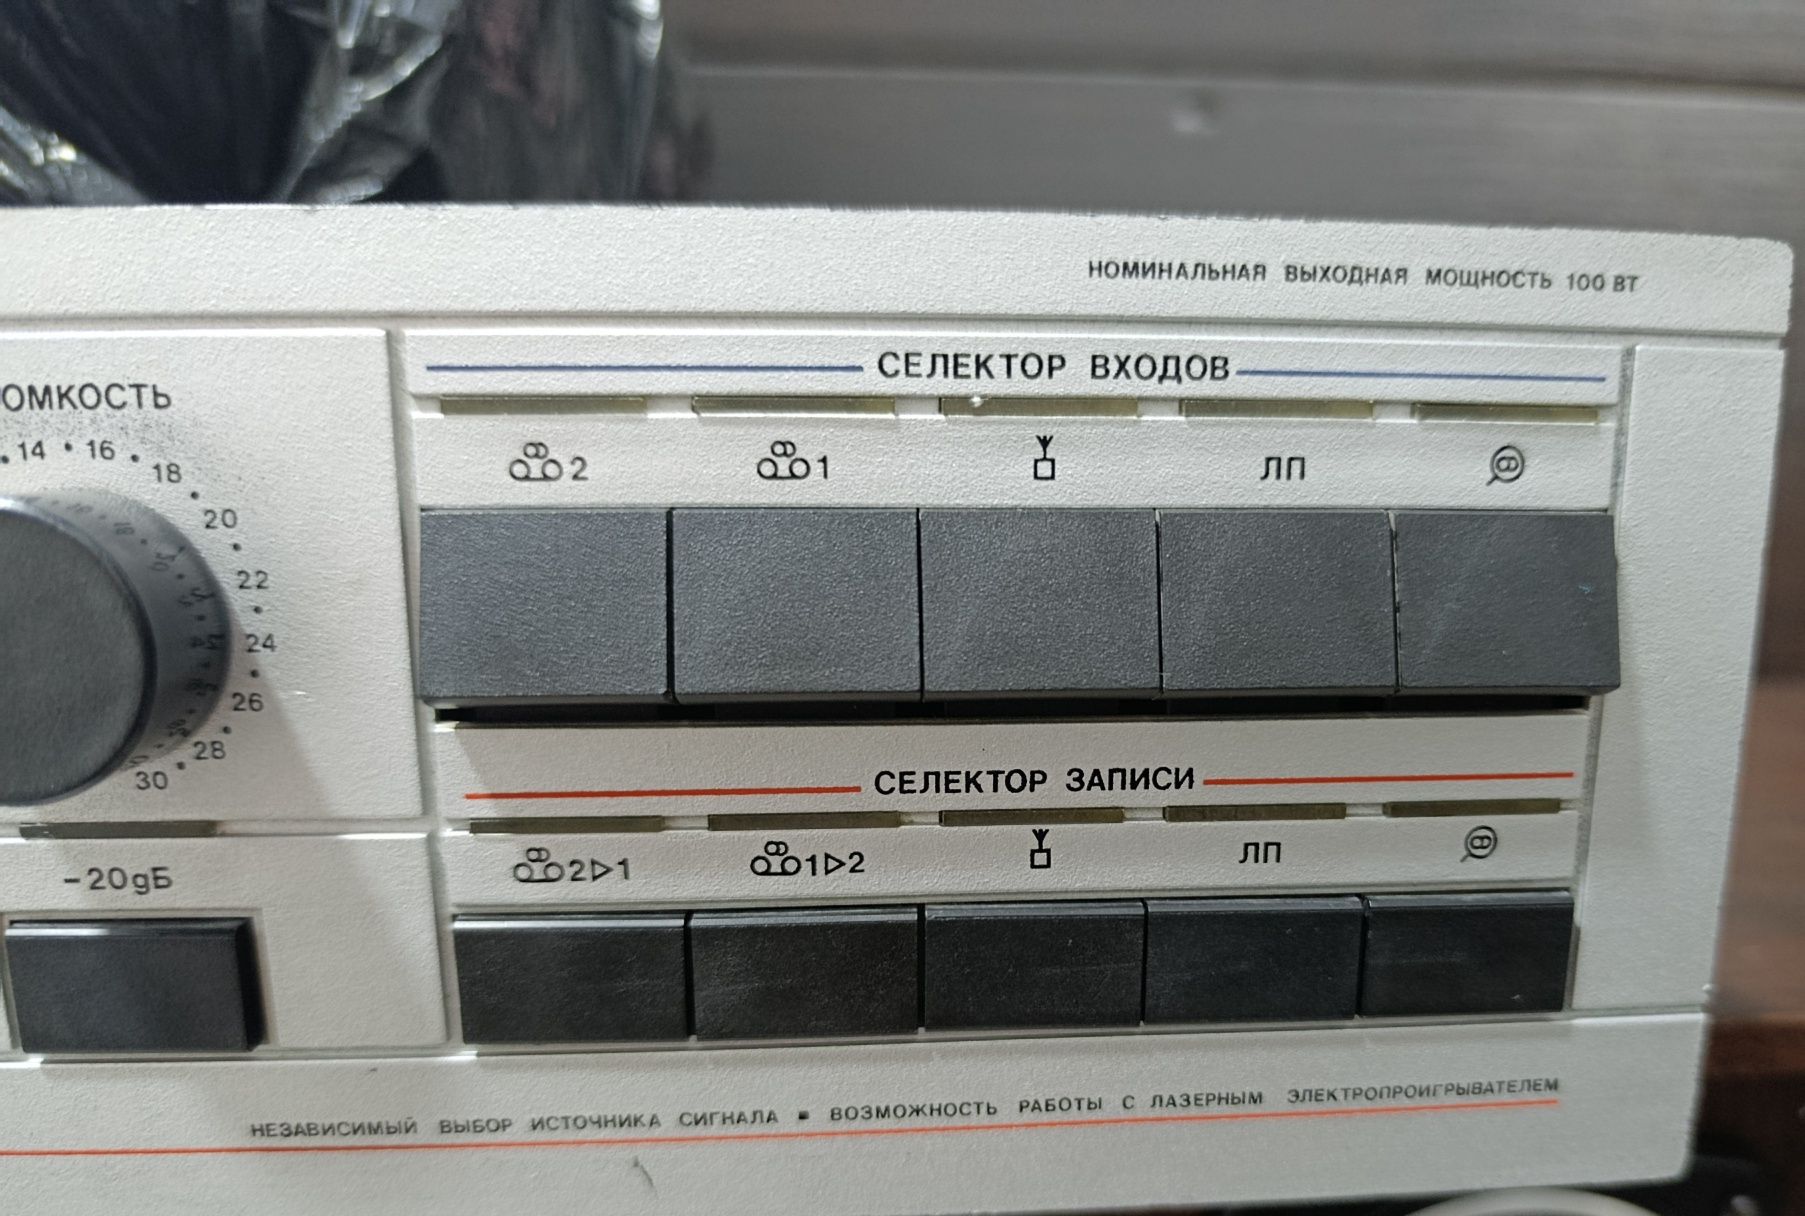 НОМИНАЛЬНАЯ ВЫХОДНАЯ МОЩНОСТЬ 100 ВТ
СЕЛЕКТОР ВХОДОВ
ОМКОСТЬ
2 1 ЛП
14 16 18 20 22 24 26 28 30
СЕЛЕКТОР ЗАПИСИ
2▷1 1▷2 ЛП
-20gБ
НЕЗАВИСИМЫЙ ВЫБОР ИСТОЧНИКА СИГНАЛА ▪ ВОЗМОЖНОСТЬ РАБОТЫ С ЛАЗЕРНЫМ ЭЛЕКТРОПРОИГРЫВАТЕЛЕМ